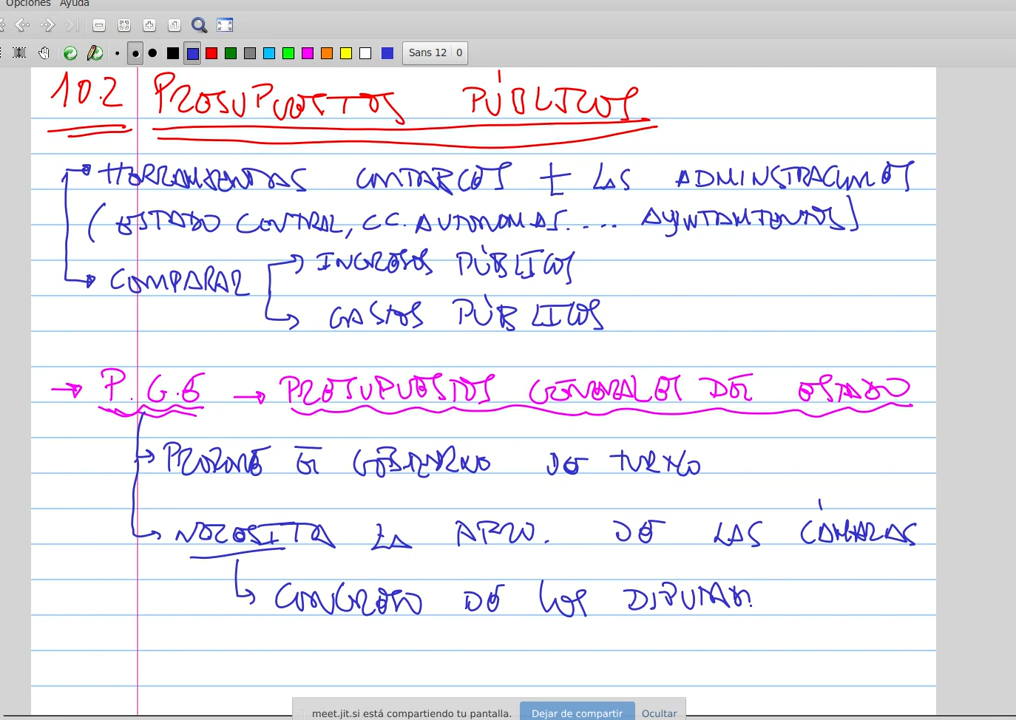 Opciones Ayuda
Sans 12 0
10.2 PRESUPUESTOS PÚBLICOS
HERRAMIENTAS CONTABLES LAS ADMINISTRACIONES
(ESTADO CENTRAL, CC. AUTONOMAS.... AYUNTAMIENTOS)
COMPARAR → INGRESOS PÚBLICOS
→ GASTOS PÚBLICOS
→ P.G.E → PRESUPUESTOS GENERALES DEL ESTADO
→ PROPONE EL GOBIERNO DE TURNO
→ NECESITA LA APRO. DE LAS CÁMARAS
→ CONGRESO DE LOS
meet.jit.si está compartiendo tu pantalla. Dejar de compartir Ocultar